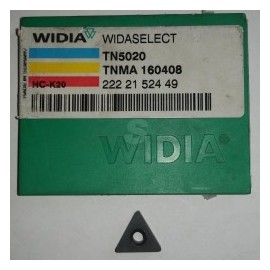 WIDIA WIDASELECT
TN5020
TNMA 160408
HC-K20
222 21 524 49
WIDIA